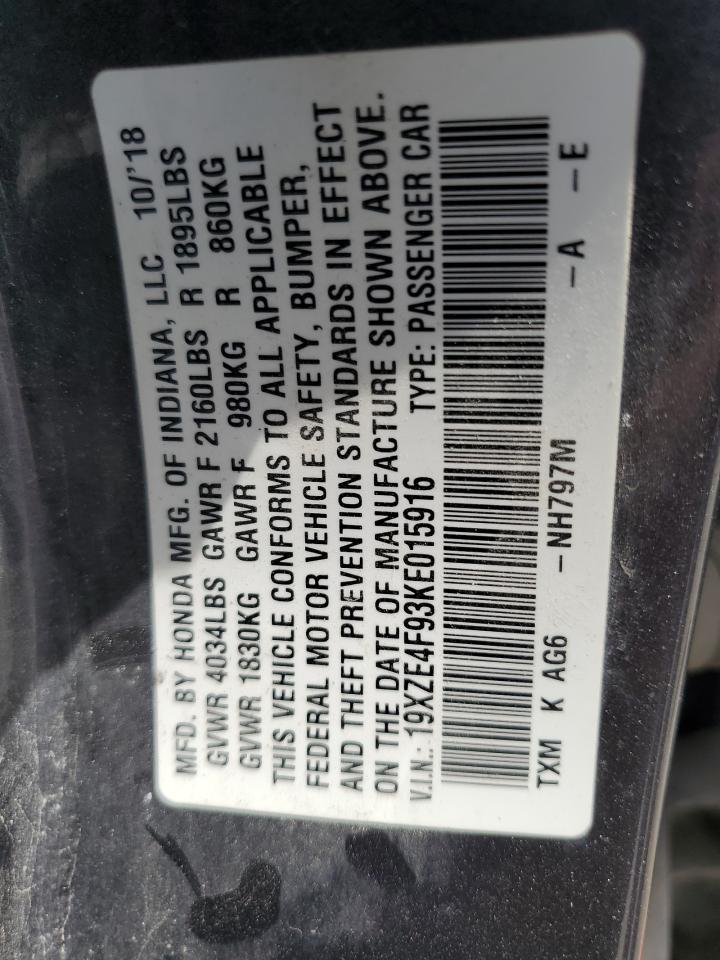 MFD. BY HONDA MFG. OF INDIANA, LLC 10/'18
GVWR 4034LBS GAWR F 2160LBS R 1895LBS
GVWR 1830KG GAWR F 980KG R 860KG
THIS VEHICLE CONFORMS TO ALL APPLICABLE
FEDERAL MOTOR VEHICLE SAFETY, BUMPER,
AND THEFT PREVENTION STANDARDS IN EFFECT
ON THE DATE OF MANUFACTURE SHOWN ABOVE.
V.I.N.: 19XZE4F93KE015916 TYPE: PASSENGER CAR
TXM K AG6 -NH797M -A -E